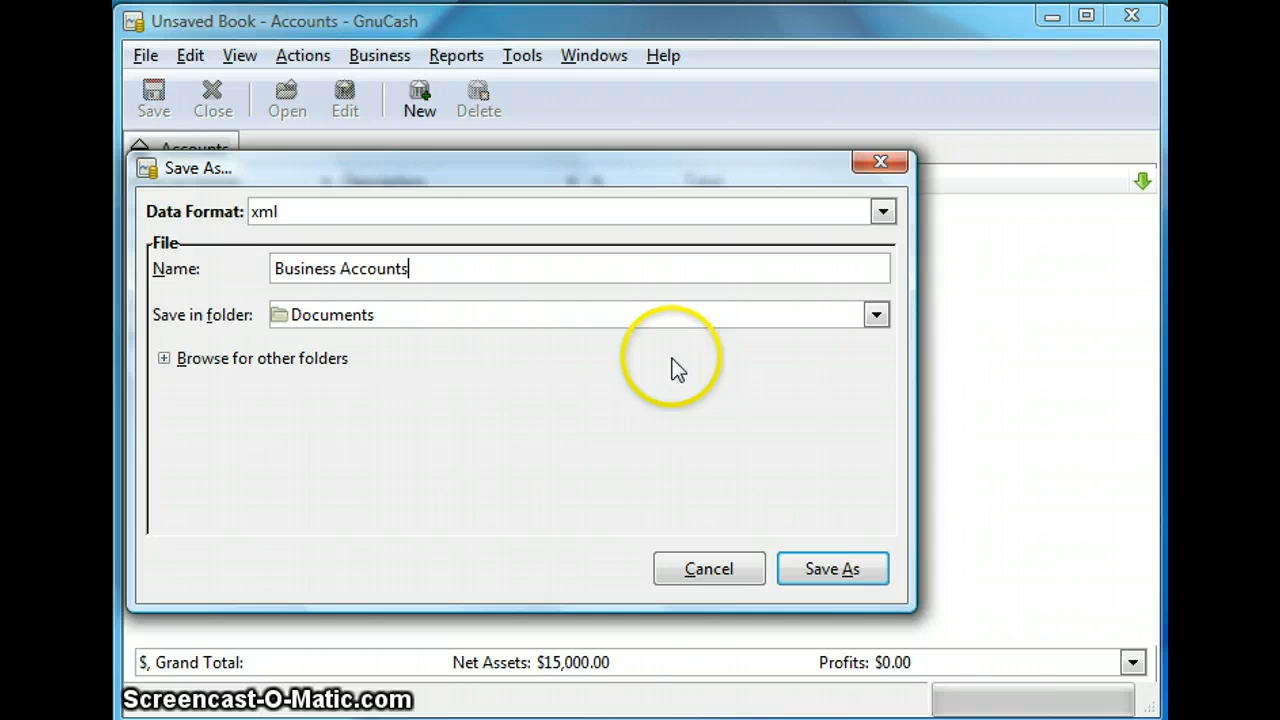 Unsaved Book - Accounts - GnuCash
File Edit View Actions Business Reports Tools Windows Help
Save Close Open Edit New Delete
Accounts
Save As...
Data Format: xml
File
Name: Business Accounts
Save in folder: Documents
Browse for other folders
Cancel Save As
$, Grand Total: Net Assets: $15,000.00 Profits: $0.00
Screencast-O-Matic.com